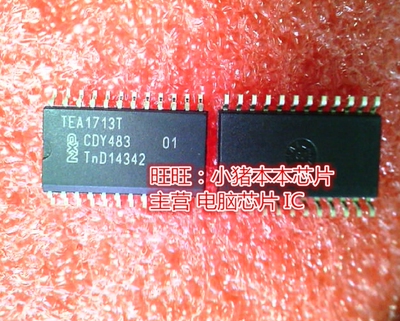 TEA1713T
NXP
CDY483 01
TnD14342
旺旺：小猪本本芯片
主营 电脑芯片 IC